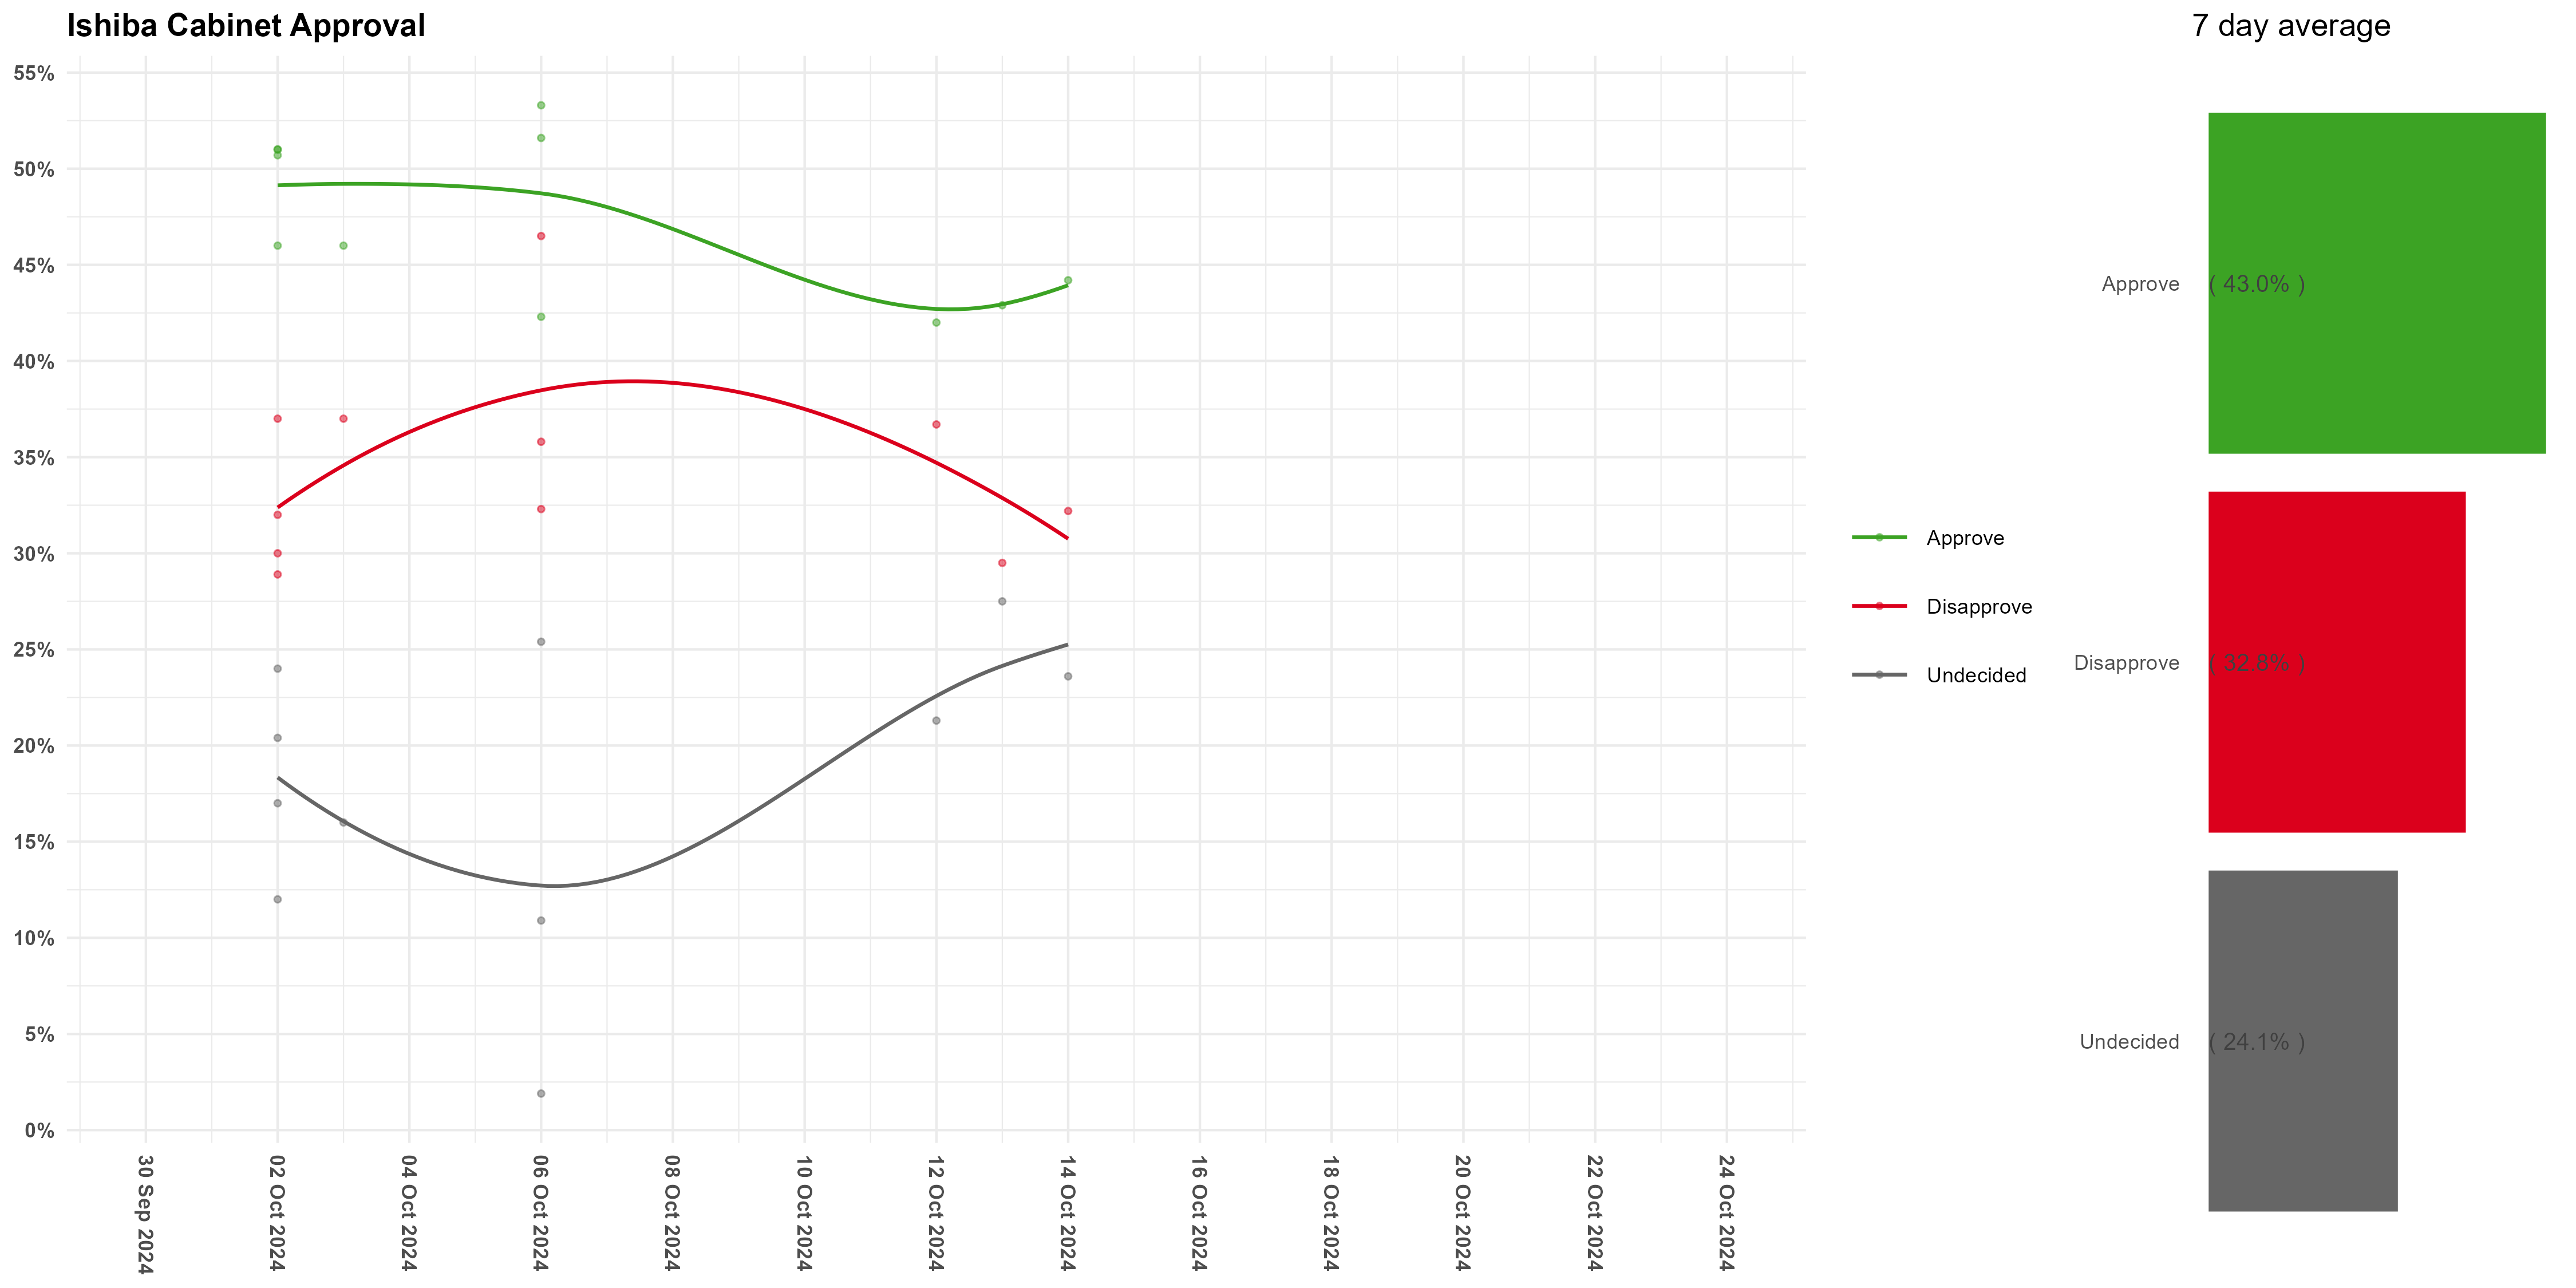 Ishiba Cabinet Approval
55%
50%
45%
40%
35%
30%
25%
20%
15%
10%
5%
0%
30 Sep 2024
02 Oct 2024
04 Oct 2024
06 Oct 2024
08 Oct 2024
10 Oct 2024
12 Oct 2024
14 Oct 2024
16 Oct 2024
18 Oct 2024
20 Oct 2024
22 Oct 2024
24 Oct 2024
Approve
Disapprove
Undecided
7 day average
Approve ( 43.0% )
Disapprove ( 32.8% )
Undecided ( 24.1% )